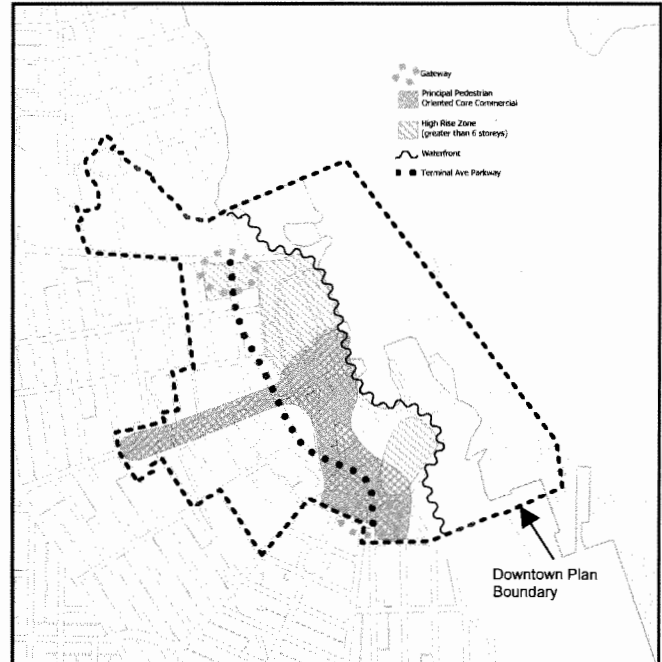 Gateway
Principal Pedestrian
Oriented Core Commercial
High Rise Zone
(greater than 6 storeys)
Waterfront
Terminal Ave Parkway
Downtown Plan
Boundary